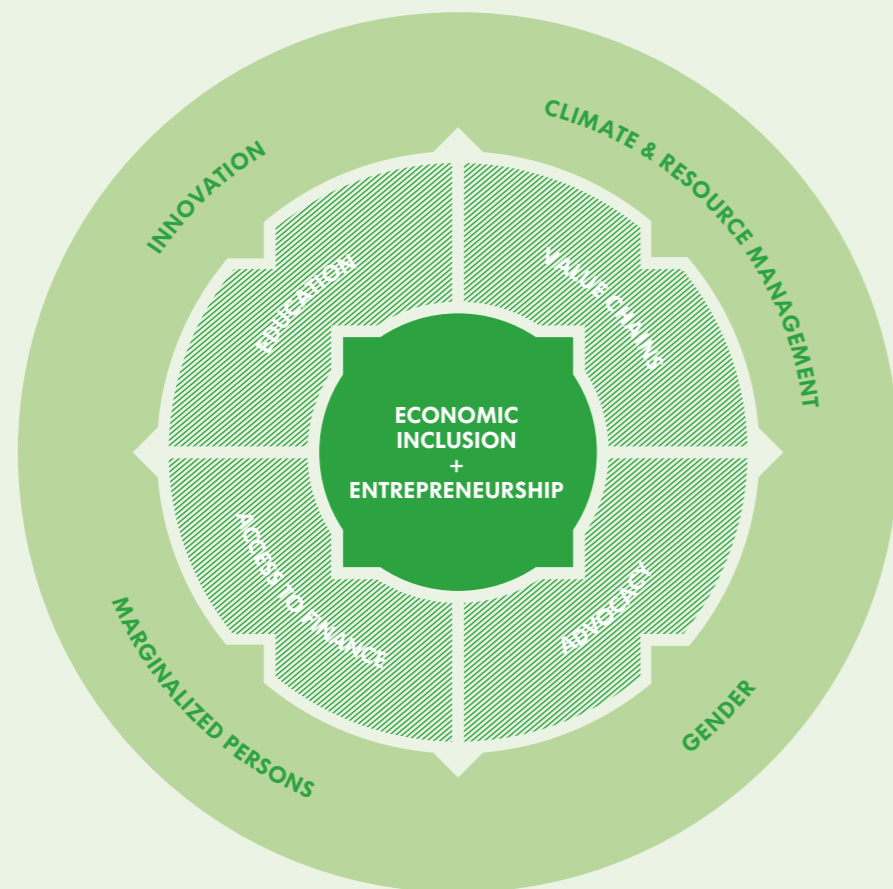 INNOVATION
CLIMATE & RESOURCE MANAGEMENT
EDUCATION
VALUE CHAINS
ECONOMIC
INCLUSION
+
ENTREPRENEURSHIP
ACCESS TO FINANCE
ADVOCACY
MARGINALIZED PERSONS
GENDER